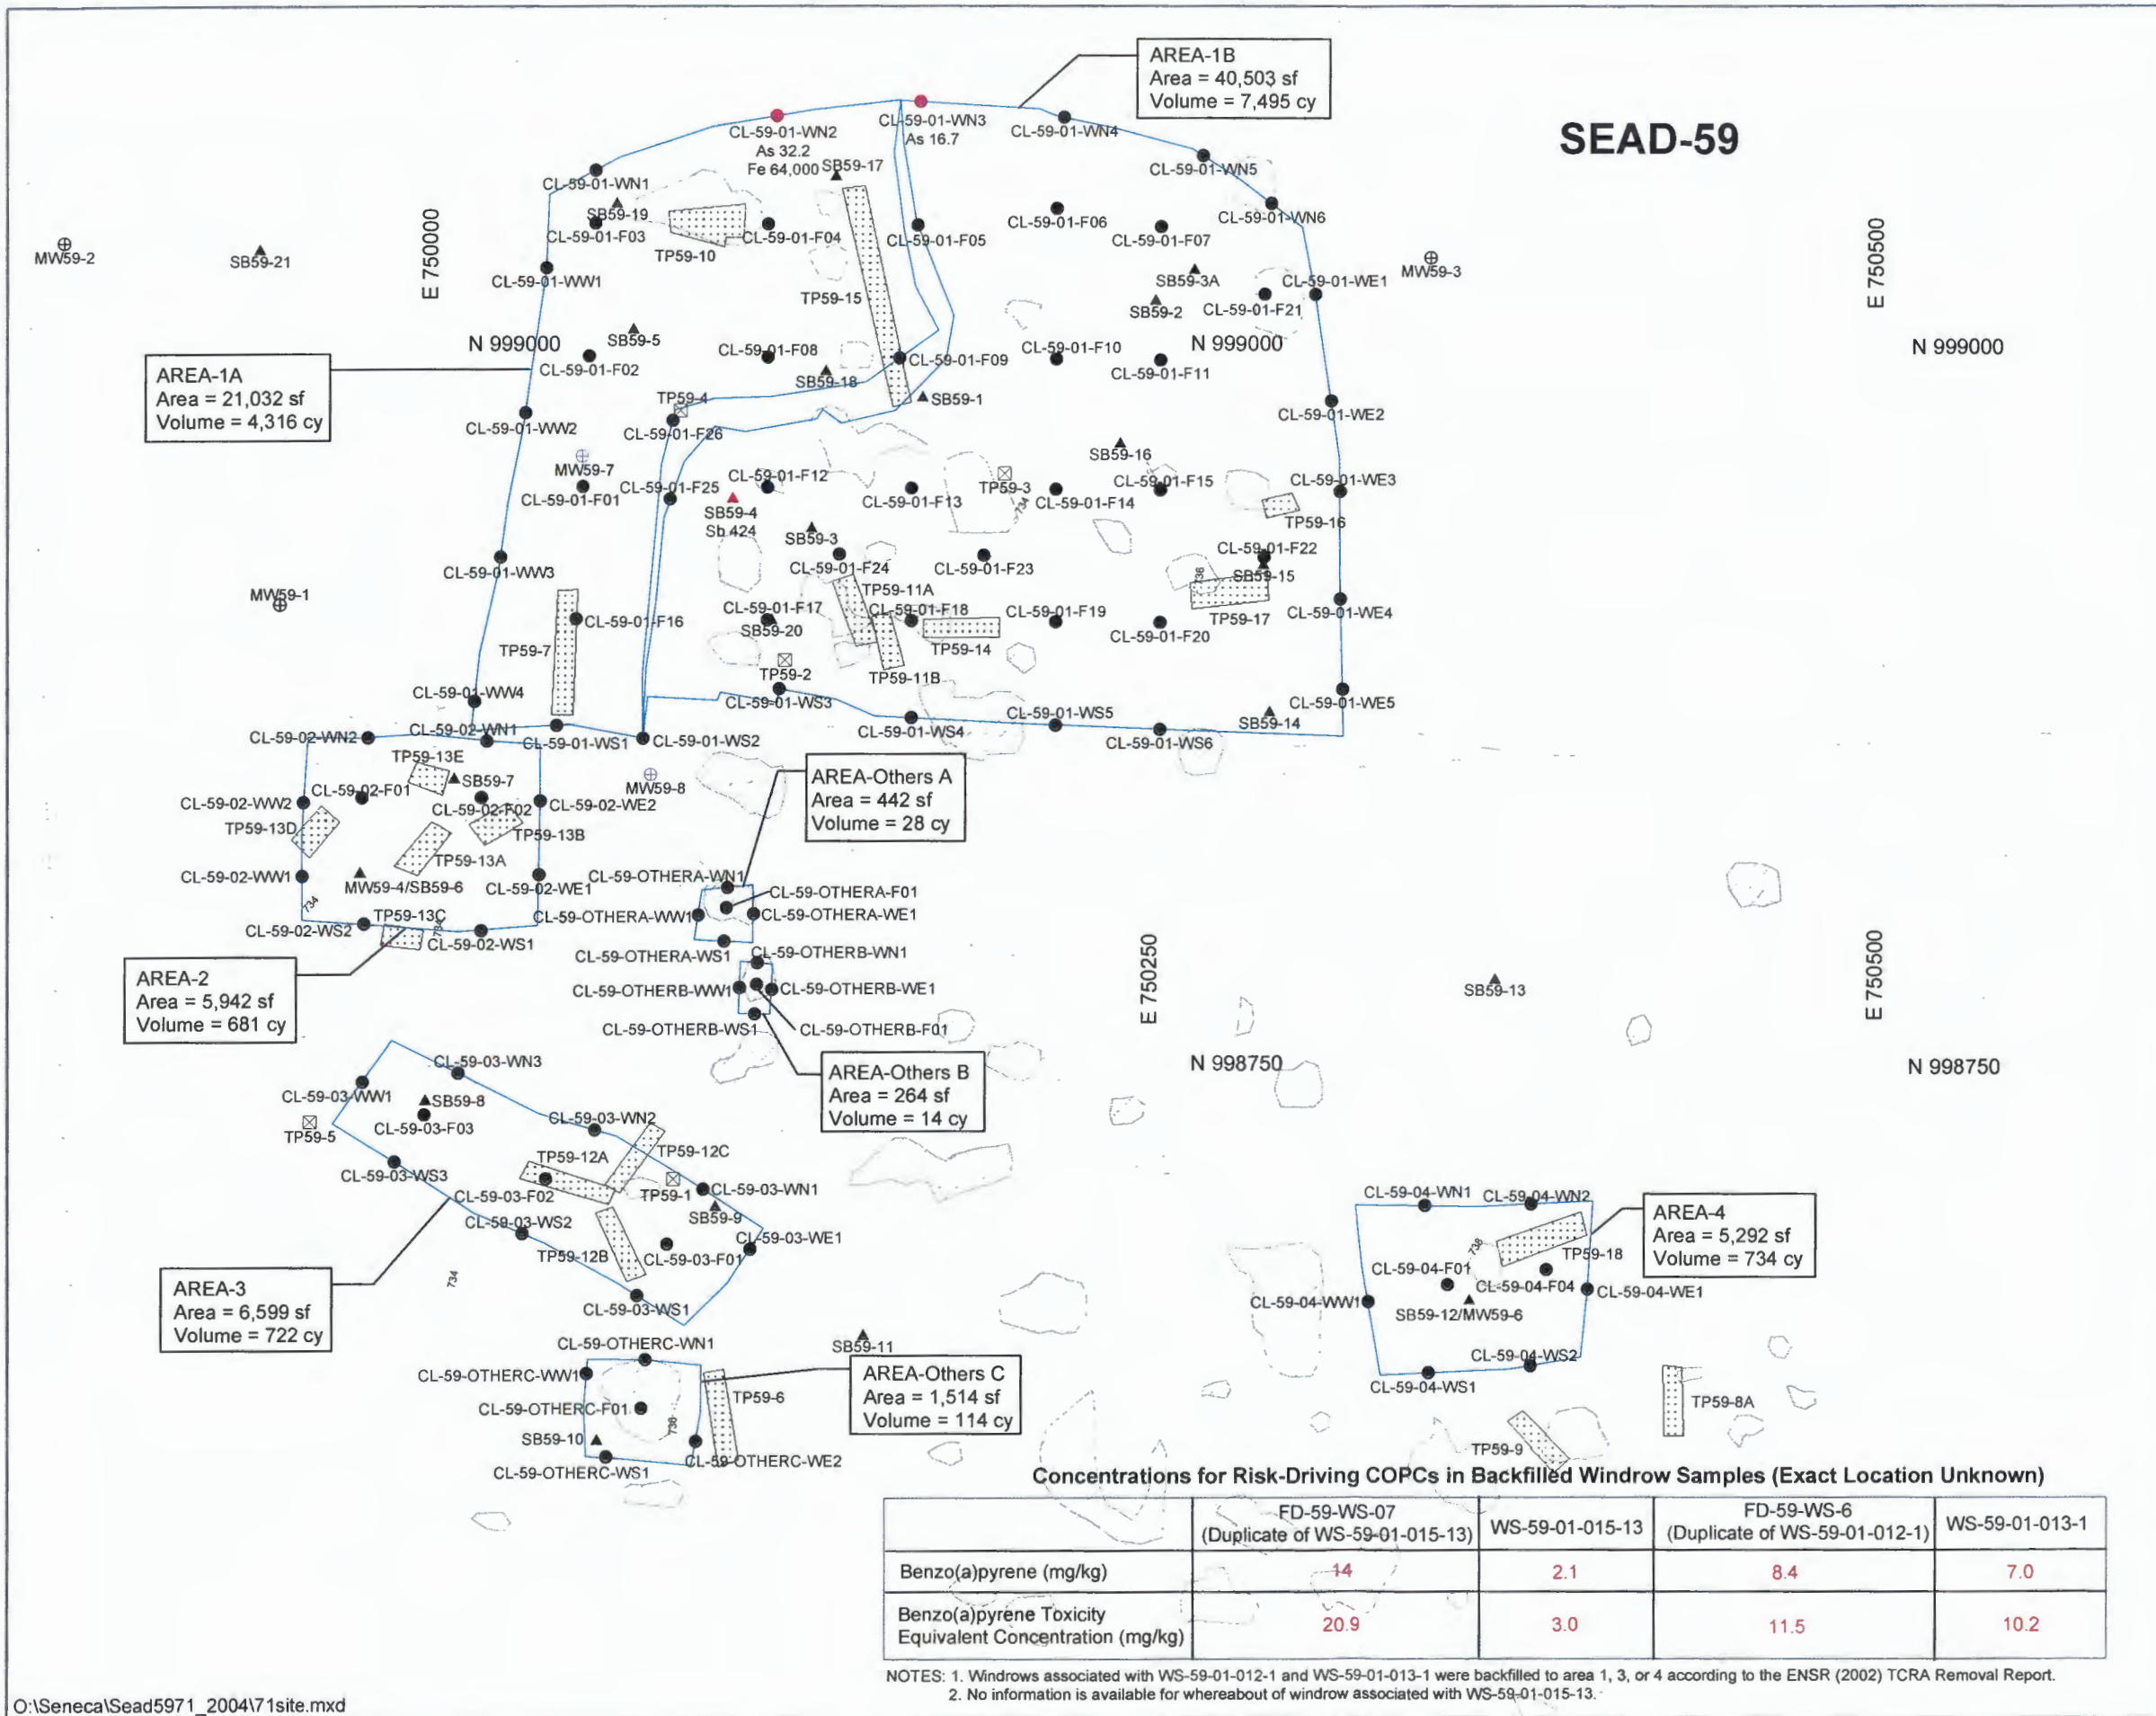 AREA-1B
Area = 40,503 sf
Volume = 7,495 cy
SEAD-59
CL-59-01-WN2
As 32.2
Fe 64,000
CL-59-01-WN3
As 16.7
CL-59-01-WN4
CL-59-01-WN5
CL-59-01-WN1
SB59-17
CL-59-01-WN6
SB59-19
CL-59-01-F03
TP59-10
CL-59-01-F04
CL-59-01-F05
CL-59-01-F06
CL-59-01-F07
MW59-2
SB59-21
E 750000
CL-59-01-WW1
TP59-15
SB59-3A
SB59-2
CL-59-01-F21
CL-59-01-WE1
MW59-3
E 750500
N 999000
SB59-5
CL-59-01-F02
CL-59-01-F08
SB59-18
CL-59-01-F09
CL-59-01-F10
CL-59-01-F11
N 999000
N 999000
AREA-1A
Area = 21,032 sf
Volume = 4,316 cy
TP59-4
CL-59-01-F26
SB59-1
CL-59-01-WE2
CL-59-01-WW2
MW59-7
CL-59-01-F01
CL-59-01-F25
SB59-4
Sb 424
CL-59-01-F12
CL-59-01-F13
TP59-3
734
CL-59-01-F14
SB59-16
CL-59-01-F15
CL-59-01-WE3
TP59-16
SB59-3
CL-59-01-F24
CL-59-01-F23
CL-59-01-F22
SB59-15
738
TP59-17
CL-59-01-WW3
MW59-1
CL-59-01-F16
TP59-7
CL-59-01-F17
SB59-20
TP59-11A
CL-59-01-F18
TP59-14
TP59-11B
CL-59-01-F19
CL-59-01-F20
CL-59-01-WE4
TP59-2
CL-59-01-WS3
CL-59-01-WS4
CL-59-01-WS5
CL-59-01-WS6
SB59-14
CL-59-01-WE5
CL-59-01-WW4
CL-59-02-WN2
CL-59-02-WN1
CL-59-01-WS1
CL-59-01-WS2
TP59-13E
SB59-7
CL-59-02-F01
CL-59-02-F02
CL-59-02-WW2
CL-59-02-WE2
TP59-13D
TP59-13A
TP59-13B
MW59-8
CL-59-02-WW1
MW59-4/SB59-6
CL-59-02-WE1
734
TP59-13C
734
CL-59-02-WS2
CL-59-02-WS1
AREA-Others A
Area = 442 sf
Volume = 28 cy
CL-59-OTHERA-WN1
CL-59-OTHERA-F01
CL-59-OTHERA-WW1
CL-59-OTHERA-WE1
CL-59-OTHERA-WS1
CL-59-OTHERB-WN1
CL-59-OTHERB-WW1
CL-59-OTHERB-WE1
CL-59-OTHERB-WS1
CL-59-OTHERB-F01
AREA-2
Area = 5,942 sf
Volume = 681 cy
E 750250
SB59-13
E 750500
N 998750
N 998750
AREA-Others B
Area = 264 sf
Volume = 14 cy
CL-59-03-WN3
CL-59-03-WW1
SB59-8
CL-59-03-F03
TP59-5
CL-59-03-WN2
TP59-12C
TP59-12A
CL-59-03-WS3
CL-59-03-F02
TP59-1
CL-59-03-WN1
SB59-9
CL-59-03-WS2
TP59-12B
CL-59-03-F01
CL-59-03-WE1
734
CL-59-03-WS1
AREA-3
Area = 6,599 sf
Volume = 722 cy
CL-59-04-WN1
CL-59-04-WN2
738
TP59-18
CL-59-04-F01
CL-59-04-F04
CL-59-04-WW1
CL-59-04-WE1
SB59-12/MW59-6
CL-59-04-WS2
CL-59-04-WS1
AREA-4
Area = 5,292 sf
Volume = 734 cy
CL-59-OTHERC-WN1
SB59-11
CL-59-OTHERC-WW1
CL-59-OTHERC-F01
738
TP59-6
SB59-10
CL-59-OTHERC-WS1
CL-59-OTHERC-WE2
AREA-Others C
Area = 1,514 sf
Volume = 114 cy
TP59-8A
TP59-9
Concentrations for Risk-Driving COPCs in Backfilled Windrow Samples (Exact Location Unknown)
FD-59-WS-07
(Duplicate of WS-59-01-015-13)
WS-59-01-015-13
FD-59-WS-6
(Duplicate of WS-59-01-012-1)
WS-59-01-013-1
Benzo(a)pyrene (mg/kg) 14 2.1 8.4 7.0
Benzo(a)pyrene Toxicity
Equivalent Concentration (mg/kg) 20.9 3.0 11.5 10.2
NOTES: 1. Windrows associated with WS-59-01-012-1 and WS-59-01-013-1 were backfilled to area 1, 3, or 4 according to the ENSR (2002) TCRA Removal Report.
2. No information is available for whereabout of windrow associated with WS-59-01-015-13.
O:\Seneca\Sead5971_2004\71site.mxd